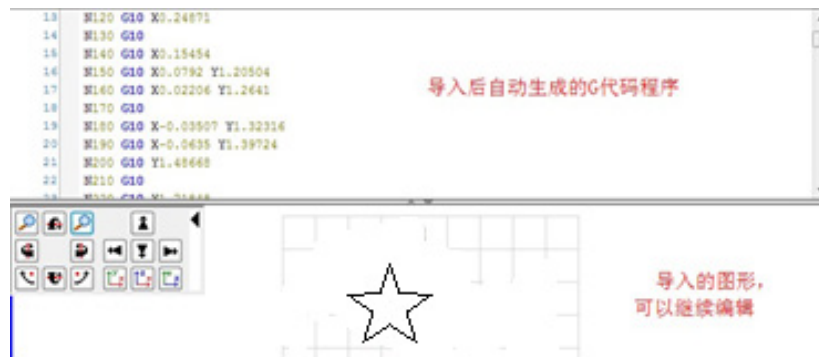 13 N120 G10 X0.24871
14 N130 G10
15 N140 G10 X0.15454
16 N150 G10 X0.0792 Y1.20504
17 N160 G10 X0.02206 Y1.2641
18 N170 G10
19 N180 G10 X-0.03507 Y1.32316
20 N190 G10 X-0.0635 Y1.39724
21 N200 G10 Y1.48668
22 N210 G10
导入后自动生成的G代码程序
导入的图形，
可以继续编辑